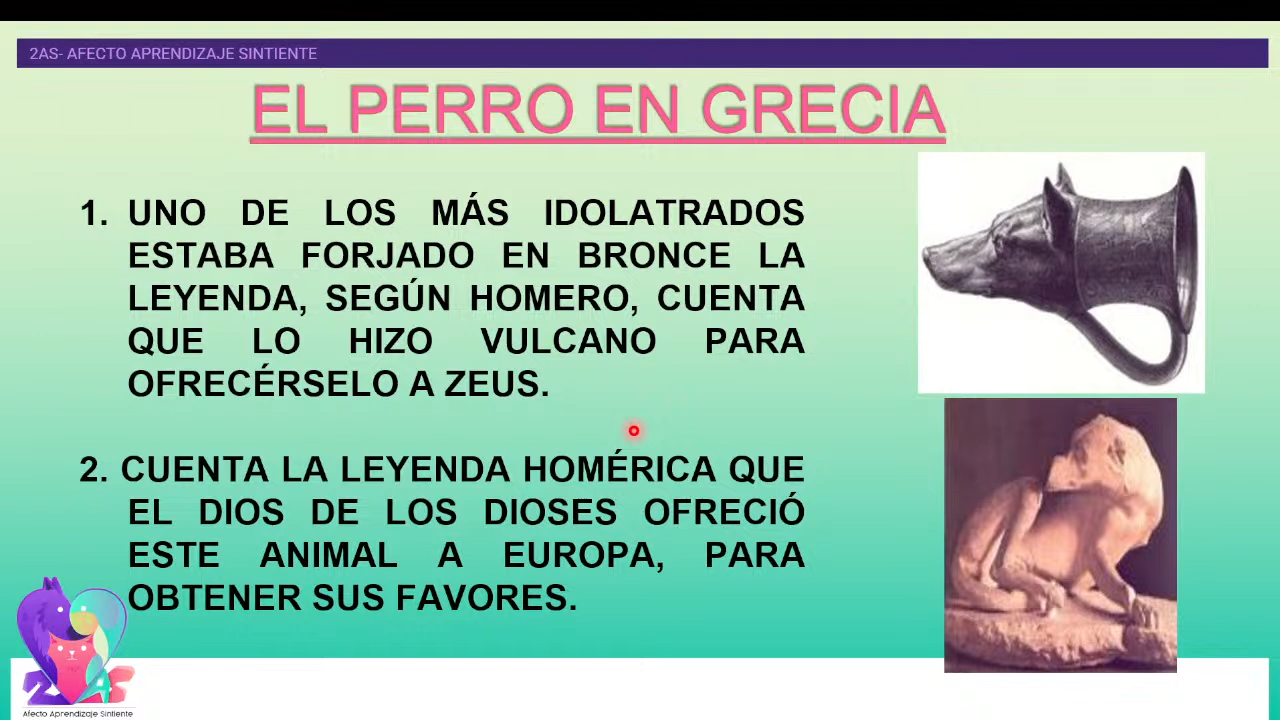 2AS- AFECTO APRENDIZAJE SINTIENTE
EL PERRO EN GRECIA
1. UNO DE LOS MÁS IDOLATRADOS
ESTABA FORJADO EN BRONCE LA
LEYENDA, SEGÚN HOMERO, CUENTA
QUE LO HIZO VULCANO PARA
OFRECÉRSELO A ZEUS.
2. CUENTA LA LEYENDA HOMÉRICA QUE
EL DIOS DE LOS DIOSES OFRECIÓ
ESTE ANIMAL A EUROPA, PARA
OBTENER SUS FAVORES.
2AS
Afecto Aprendizaje Sintiente